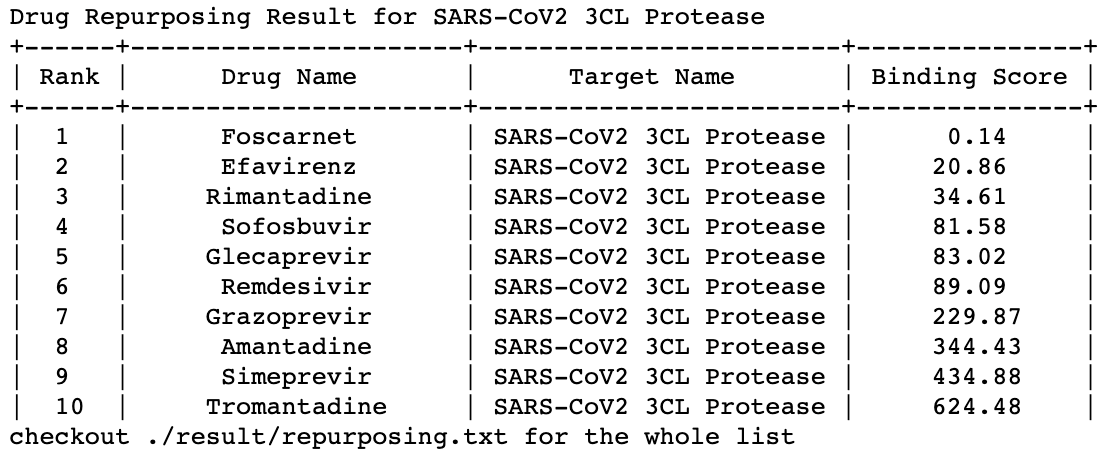 Drug Repurposing Result for SARS-CoV2 3CL Protease
+------+----------------------+------------------------+---------------+
| Rank |      Drug Name       |      Target Name       | Binding Score |
+------+----------------------+------------------------+---------------+
|  1   |      Foscarnet       | SARS-CoV2 3CL Protease |      0.14     |
|  2   |      Efavirenz       | SARS-CoV2 3CL Protease |     20.86     |
|  3   |     Rimantadine      | SARS-CoV2 3CL Protease |     34.61     |
|  4   |      Sofosbuvir      | SARS-CoV2 3CL Protease |     81.58     |
|  5   |     Glecaprevir      | SARS-CoV2 3CL Protease |     83.02     |
|  6   |      Remdesivir      | SARS-CoV2 3CL Protease |     89.09     |
|  7   |     Grazoprevir      | SARS-CoV2 3CL Protease |     229.87    |
|  8   |      Amantadine      | SARS-CoV2 3CL Protease |     344.43    |
|  9   |      Simeprevir      | SARS-CoV2 3CL Protease |     434.88    |
|  10  |     Tromantadine     | SARS-CoV2 3CL Protease |     624.48    |
checkout ./result/repurposing.txt for the whole list